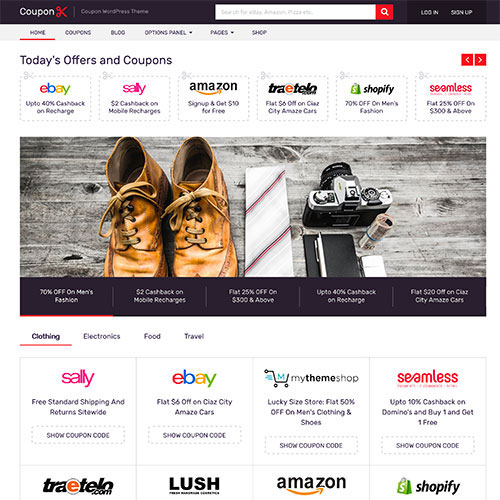 Coupon
Coupon WordPress Theme
Search for eBay, Amazon, Pizza etc.
LOG IN
SIGN UP
HOME
COUPONS
BLOG
OPTIONS PANEL
PAGES
SHOP
Today's Offers and Coupons
ebay
Upto 40% Cashback
on Recharge
sally
$2 Cashback on
Mobile Recharges
amazon
Signup & Get $10
for Free
traetelo.com
Flat $6 Off on Ciaz
City Amaze Cars
shopify
70% OFF On Men's
Fashion
seamless
Flat 25% OFF On
$300 & Above
70% OFF On Men's
Fashion
$2 Cashback on
Mobile Recharges
Flat 25% OFF On
$300 & Above
Upto 40% Cashback
on Recharge
Flat $20 Off on Ciaz
City Amaze Cars
Clothing
Electronics
Food
Travel
sally
Free Standard Shipping And
Returns Sitewide
SHOW COUPON CODE
ebay
Flat $6 Off on Ciaz City
Amaze Cars
SHOW COUPON CODE
mythemeshop
Lucky Size Store: Flat 50%
OFF On Men's Clothing &
Shoes
SHOW COUPON CODE
seamless
Upto 10% Cashback on
Domino's and Buy 1 and Get
1 Free
SHOW COUPON CODE
traetelo.com
LUSH
FRESH HANDMADE COSMETICS
amazon
shopify